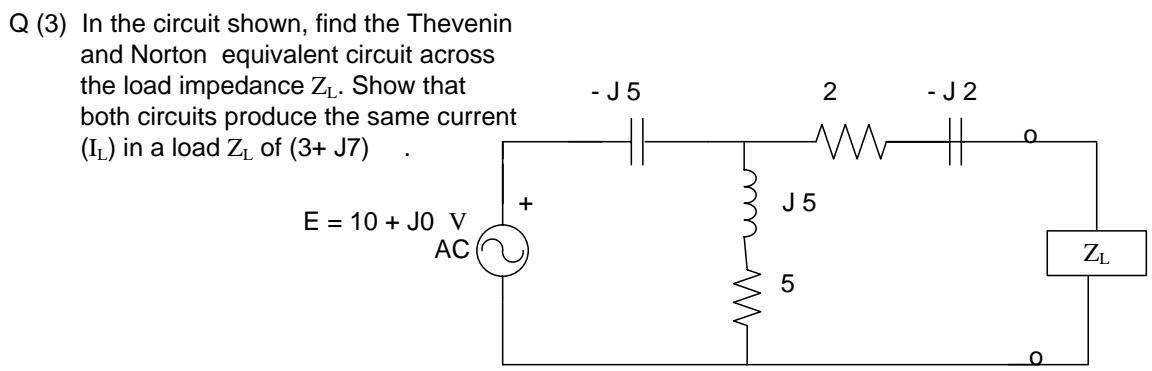 Q (3) In the circuit shown, find the Thevenin
and Norton equivalent circuit across
the load impedance ZL. Show that
both circuits produce the same current
(IL) in a load ZL of (3+ J7) .
- J 5
2
- J 2
o
+
J 5
E = 10 + J0 V
AC
ZL
5
o